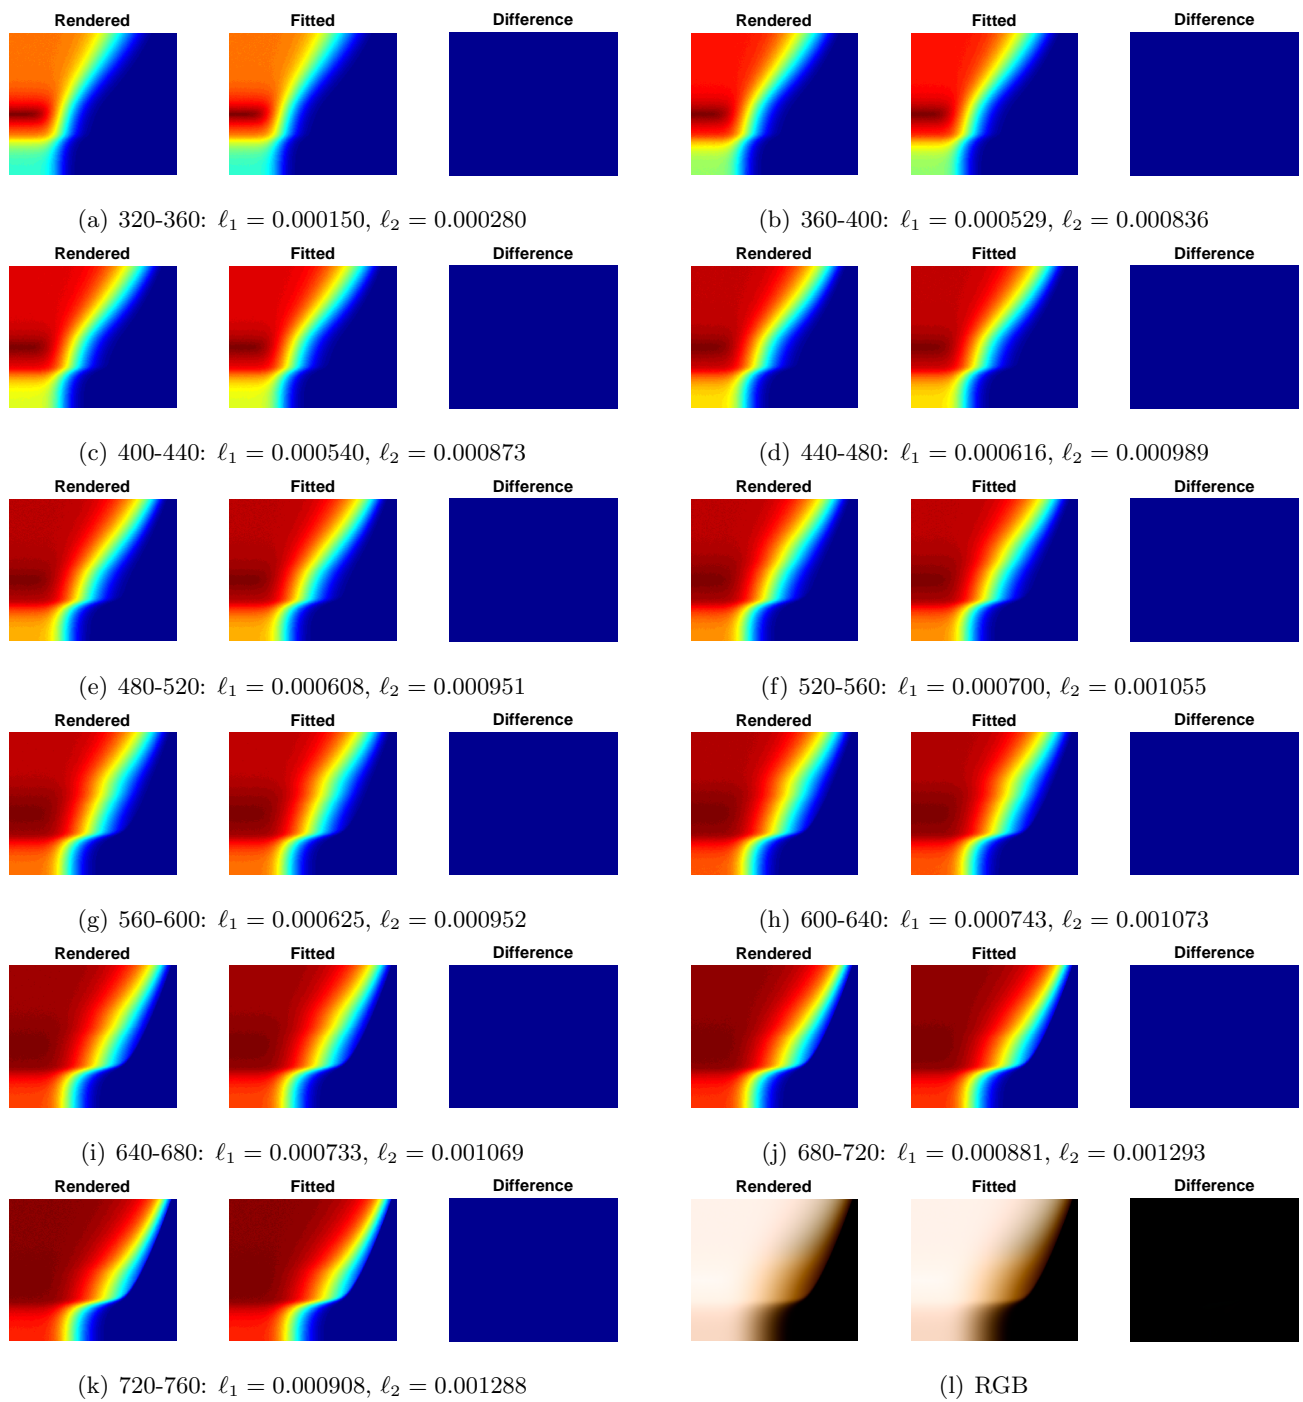 Rendered Fitted Difference Rendered Fitted Difference
(a) 320-360: ℓ₁ = 0.000150, ℓ₂ = 0.000280 (b) 360-400: ℓ₁ = 0.000529, ℓ₂ = 0.000836
Rendered Fitted Difference Rendered Fitted Difference
(c) 400-440: ℓ₁ = 0.000540, ℓ₂ = 0.000873 (d) 440-480: ℓ₁ = 0.000616, ℓ₂ = 0.000989
Rendered Fitted Difference Rendered Fitted Difference
(e) 480-520: ℓ₁ = 0.000608, ℓ₂ = 0.000951 (f) 520-560: ℓ₁ = 0.000700, ℓ₂ = 0.001055
Rendered Fitted Difference Rendered Fitted Difference
(g) 560-600: ℓ₁ = 0.000625, ℓ₂ = 0.000952 (h) 600-640: ℓ₁ = 0.000743, ℓ₂ = 0.001073
Rendered Fitted Difference Rendered Fitted Difference
(i) 640-680: ℓ₁ = 0.000733, ℓ₂ = 0.001069 (j) 680-720: ℓ₁ = 0.000881, ℓ₂ = 0.001293
Rendered Fitted Difference Rendered Fitted Difference
(k) 720-760: ℓ₁ = 0.000908, ℓ₂ = 0.001288 (l) RGB